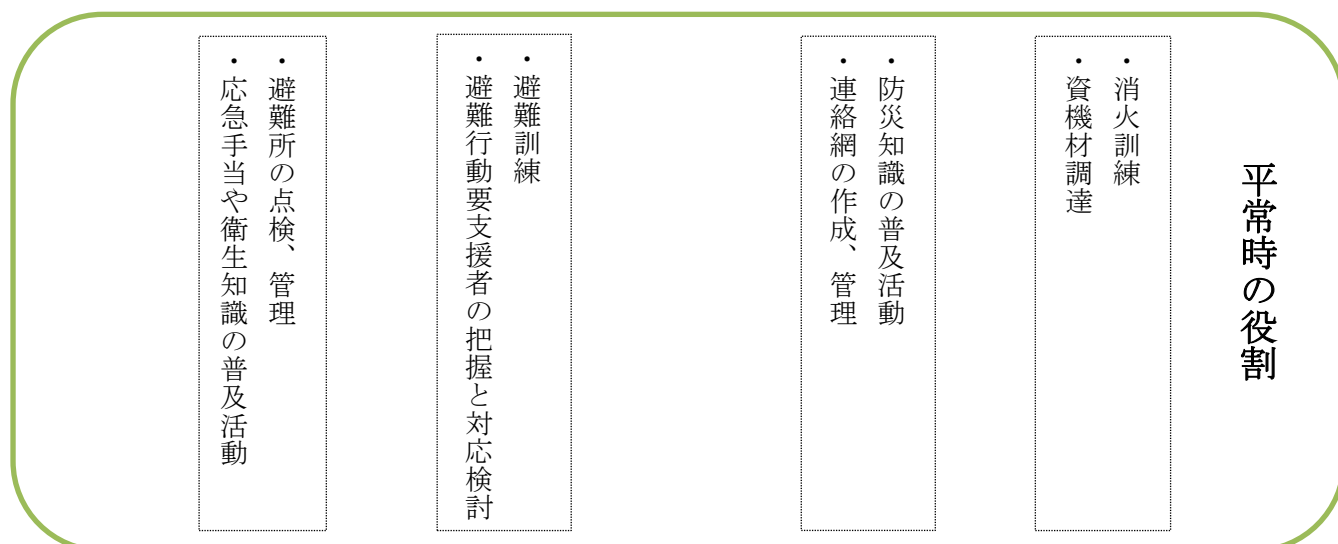 平常時の役割
・消火訓練
・資機材調達
・防災知識の普及活動
・連絡網の作成、管理
・避難訓練
・避難行動要支援者の把握と対応検討
・避難所の点検、管理
・応急手当や衛生知識の普及活動